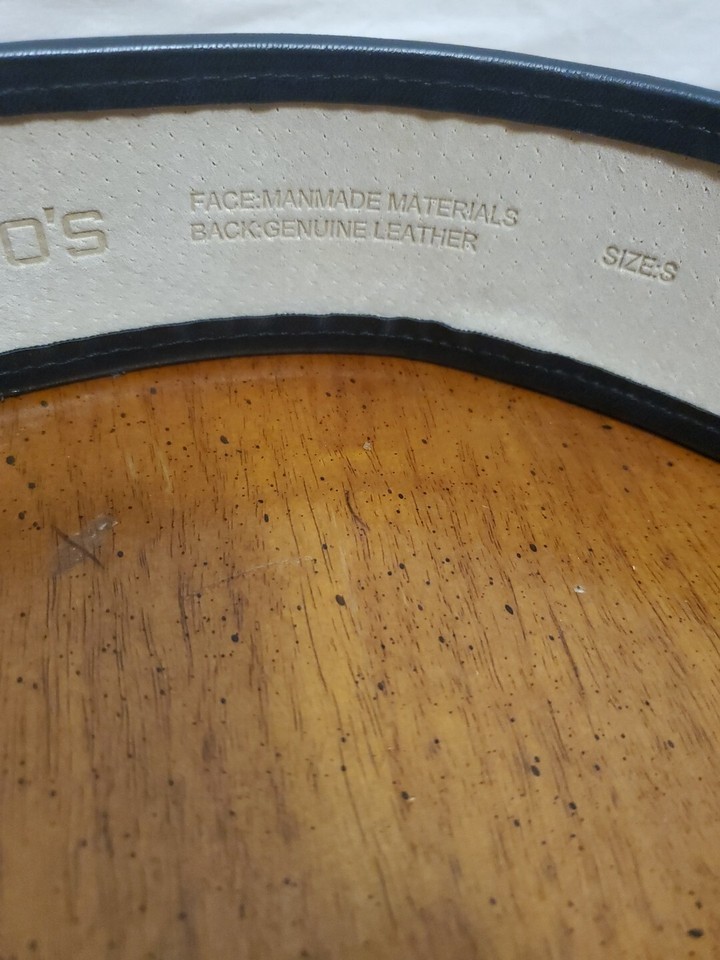 O'S
FACE:MANMADE MATERIALS
BACK:GENUINE LEATHER
SIZE:S